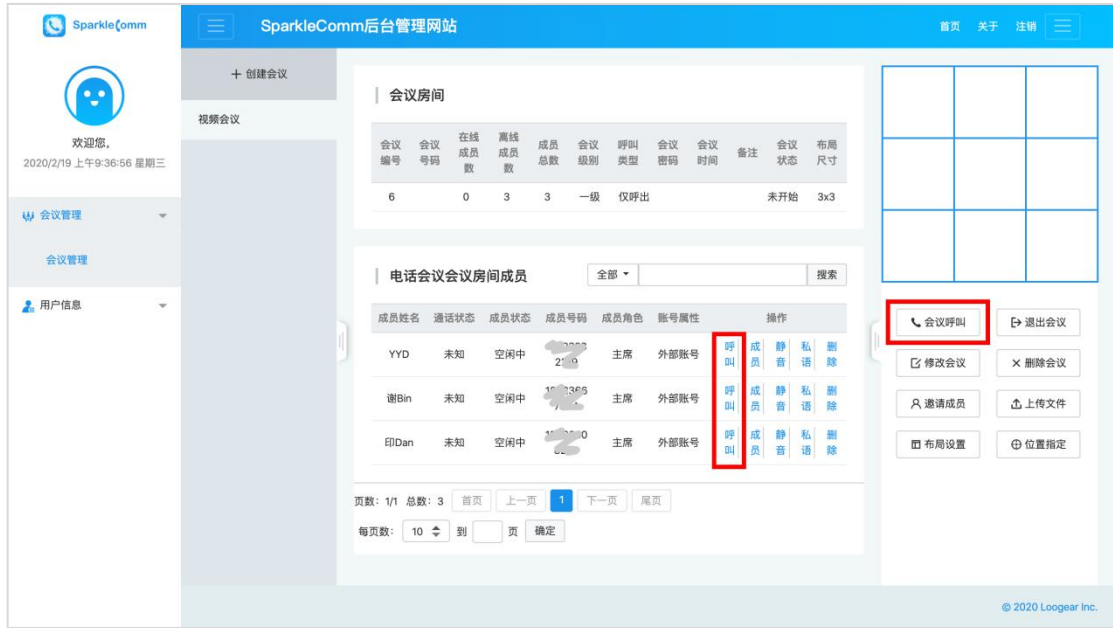 SparkleComm
SparkleComm后台管理网站
首页 关于 注销
欢迎您,
2020/2/19 上午9:36:56 星期三
会议管理
会议管理
用户信息
+ 创建会议
视频会议
会议房间
会议编号 会议号码 在线成员数 离线成员数 成员总数 会议级别 呼叫类型 会议密码 会议时间 备注 会议状态 布局尺寸
6 0 3 3 一级 仅呼出 未开始 3x3
电话会议会议房间成员
全部 搜索
成员姓名 通话状态 成员状态 成员号码 成员角色 账号属性 操作
YYD 未知 空闲中 主席 外部账号 呼叫 成员 静音 私语 删除
谢Bin 未知 空闲中 主席 外部账号 呼叫 成员 静音 私语 删除
印Dan 未知 空闲中 主席 外部账号 呼叫 成员 静音 私语 删除
页数: 1/1 总数: 3 首页 上一页 1 下一页 尾页
每页数: 10 到 页 确定
会议呼叫 退出会议
修改会议 删除会议
邀请成员 上传文件
布局设置 位置指定
© 2020 Loogear Inc.